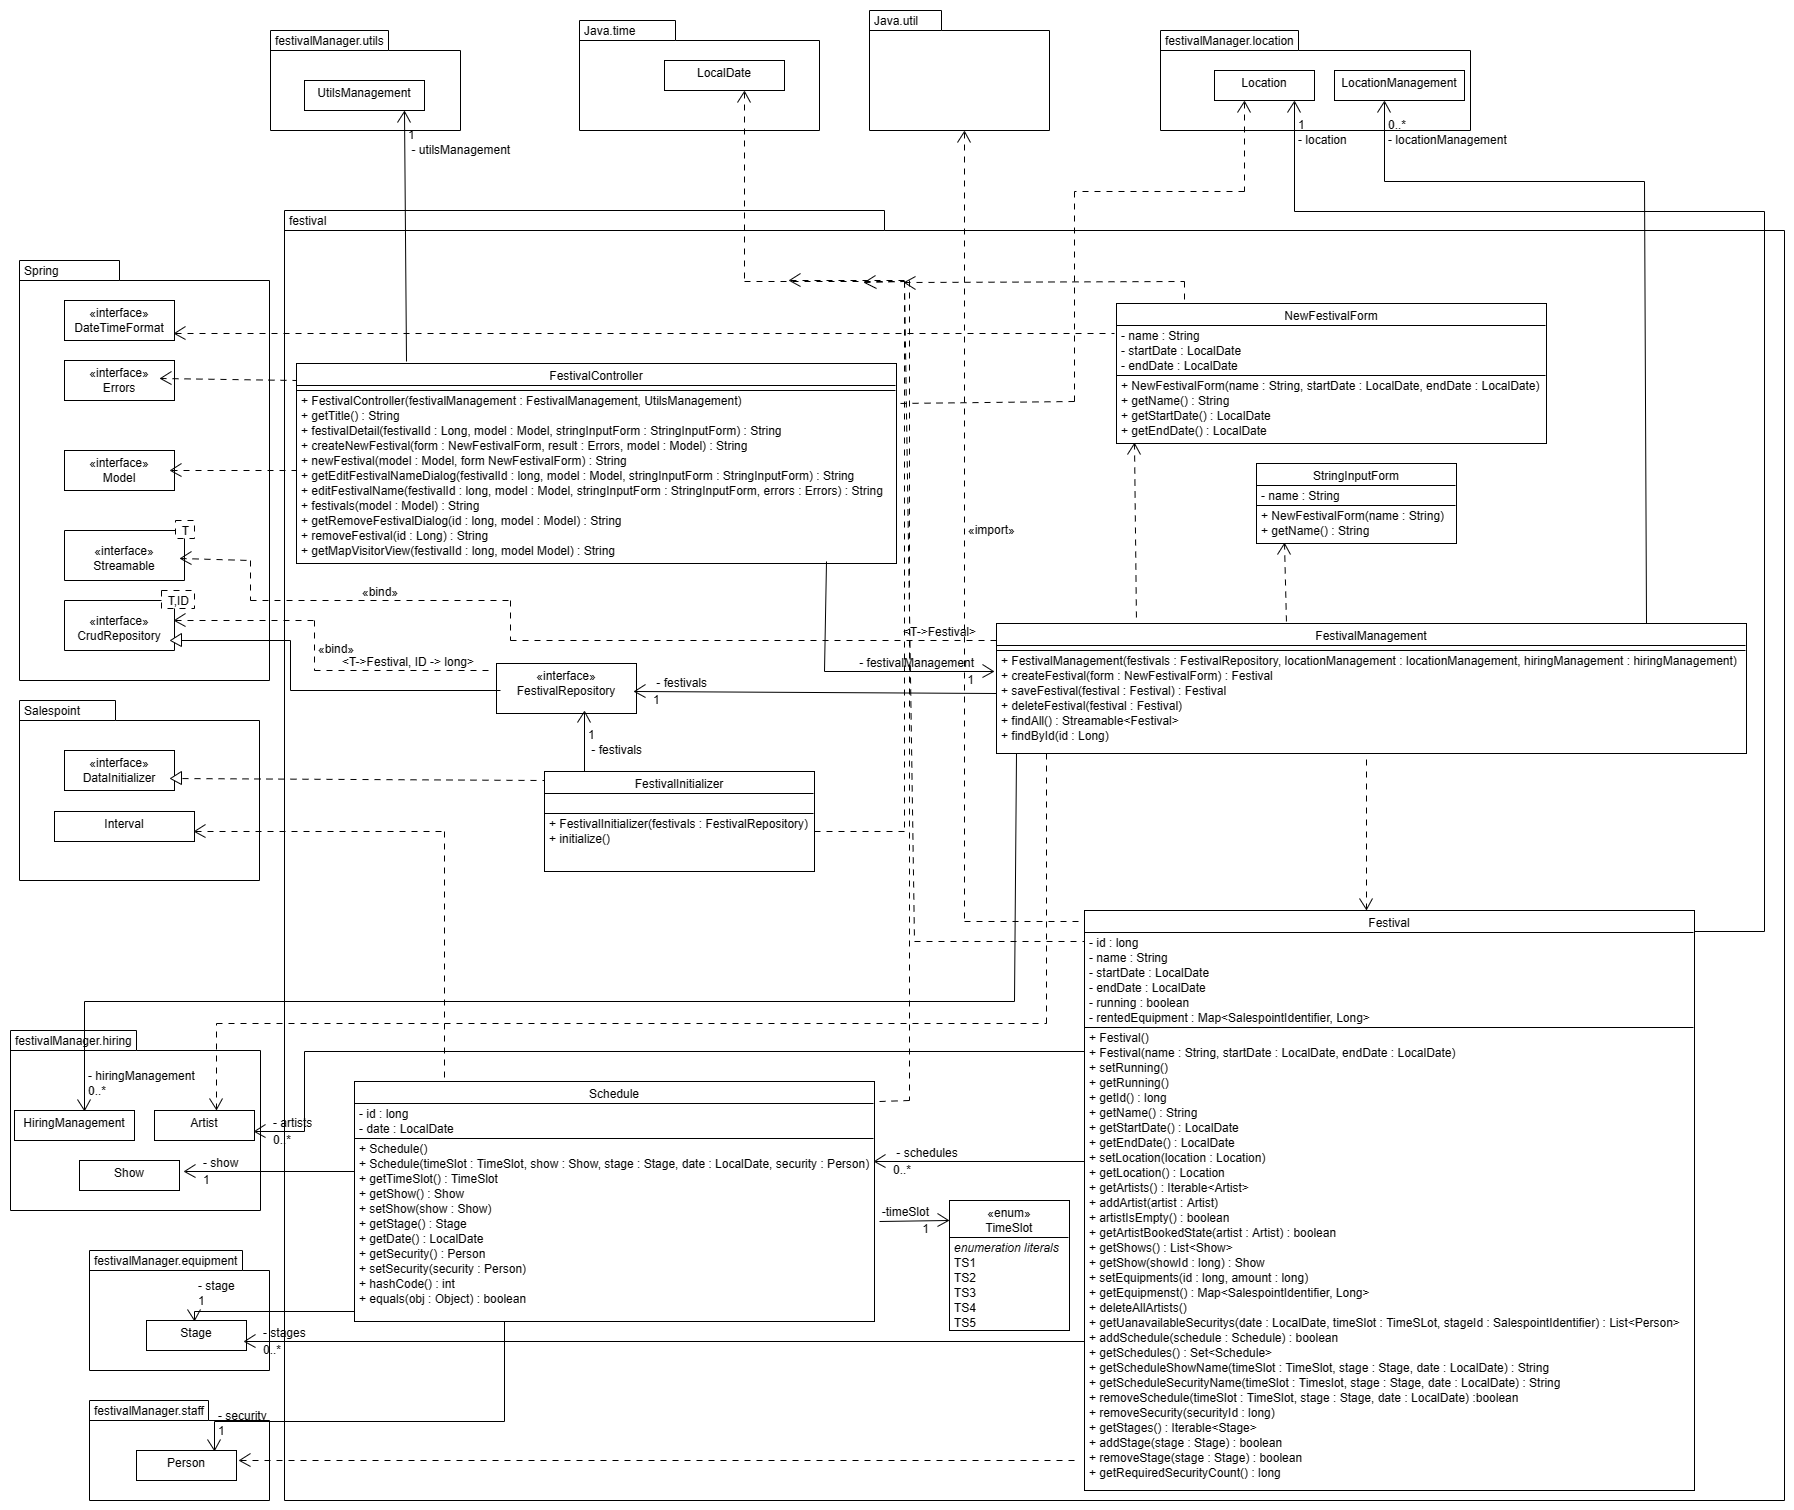 festivalManager.utils
UtilsManagement
1
- utilsManagement
Java.time
LocalDate
Java.util
festivalManager.location
Location
LocationManagement
1
- location
0..*
- locationManagement
festival
Spring
«interface»
DateTimeFormat
«interface»
Errors
«interface»
Model
T
«interface»
Streamable
T,ID
«interface»
CrudRepository
FestivalController
+ FestivalController(festivalManagement : FestivalManagement, UtilsManagement)
+ getTitle() : String
+ festivalDetail(festivalId : Long, model : Model, stringInputForm : StringInputForm) : String
+ createNewFestival(form : NewFestivalForm, result : Errors, model : Model) : String
+ newFestival(model : Model, form NewFestivalForm) : String
+ getEditFestivalNameDialog(festivalId : long, model : Model, stringInputForm : StringInputForm) : String
+ editFestivalName(festivalId : long, model : Model, stringInputForm : StringInputForm, errors : Errors) : String
+ festivals(model : Model) : String
+ getRemoveFestivalDialog(id : long, model : Model) : String
+ removeFestival(id : Long) : String
+ getMapVisitorView(festivalId : long, model Model) : String
NewFestivalForm
- name : String
- startDate : LocalDate
- endDate : LocalDate
+ NewFestivalForm(name : String, startDate : LocalDate, endDate : LocalDate)
+ getName() : String
+ getStartDate() : LocalDate
+ getEndDate() : LocalDate
StringInputForm
- name : String
+ NewFestivalForm(name : String)
+ getName() : String
«import»
«bind»
<T->Festival>
«bind»
<T->Festival, ID -> long>
- festivalManagement
1
«interface»
FestivalRepository
- festivals
1
FestivalManagement
+ FestivalManagement(festivals : FestivalRepository, locationManagement : locationManagement, hiringManagement : hiringManagement)
+ createFestival(form : NewFestivalForm) : Festival
+ saveFestival(festival : Festival) : Festival
+ deleteFestival(festival : Festival)
+ findAll() : Streamable<Festival>
+ findById(id : Long)
Salespoint
«interface»
DataInitializer
Interval
1
- festivals
FestivalInitializer
+ FestivalInitializer(festivals : FestivalRepository)
+ initialize()
Festival
- id : long
- name : String
- startDate : LocalDate
- endDate : LocalDate
- running : boolean
- rentedEquipment : Map<SalespointIdentifier, Long>
+ Festival()
+ Festival(name : String, startDate : LocalDate, endDate : LocalDate)
+ setRunning()
+ getRunning()
+ getId() : long
+ getName() : String
+ getStartDate() : LocalDate
+ getEndDate() : LocalDate
+ setLocation(location : Location)
+ getLocation() : Location
+ getArtists() : Iterable<Artist>
+ addArtist(artist : Artist)
+ artistIsEmpty() : boolean
+ getArtistBookedState(artist : Artist) : boolean
+ getShows() : List<Show>
+ getShow(showId : long) : Show
+ setEquipments(id : long, amount : long)
+ getEquipmenst() : Map<SalespointIdentifier, Long>
+ deleteAllArtists()
+ getUanavailableSecuritys(date : LocalDate, timeSlot : TimeSLot, stageId : SalespointIdentifier) : List<Person>
+ addSchedule(schedule : Schedule) : boolean
+ getSchedules() : Set<Schedule>
+ getScheduleShowName(timeSlot : TimeSlot, stage : Stage, date : LocalDate) : String
+ getScheduleSecurityName(timeSlot : Timeslot, stage : Stage, date : LocalDate) : String
+ removeSchedule(timeSlot : TimeSlot, stage : Stage, date : LocalDate) :boolean
+ removeSecurity(securityId : long)
+ getStages() : Iterable<Stage>
+ addStage(stage : Stage) : boolean
+ removeStage(stage : Stage) : boolean
+ getRequiredSecurityCount() : long
festivalManager.hiring
- hiringManagement
0..*
HiringManagement
Artist
- artists
0..*
Show
- show
1
Schedule
- id : long
- date : LocalDate
+ Schedule()
+ Schedule(timeSlot : TimeSlot, show : Show, stage : Stage, date : LocalDate, security : Person)
+ getTimeSlot() : TimeSlot
+ getShow() : Show
+ setShow(show : Show)
+ getStage() : Stage
+ getDate() : LocalDate
+ getSecurity() : Person
+ setSecurity(security : Person)
+ hashCode() : int
+ equals(obj : Object) : boolean
- schedules
0..*
-timeSlot
1
«enum»
TimeSlot
enumeration literals
TS1
TS2
TS3
TS4
TS5
festivalManager.equipment
- stage
1
Stage
- stages
0..*
festivalManager.staff
- security
1
Person